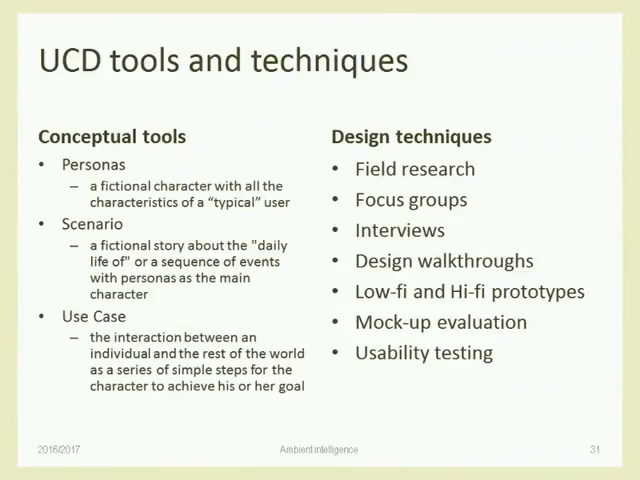 UCD tools and techniques
Conceptual tools
• Personas
– a fictional character with all the
characteristics of a “typical” user
• Scenario
– a fictional story about the "daily
life of" or a sequence of events
with personas as the main
character
• Use Case
– the interaction between an
individual and the rest of the world
as a series of simple steps for the
character to achieve his or her goal
Design techniques
• Field research
• Focus groups
• Interviews
• Design walkthroughs
• Low-fi and Hi-fi prototypes
• Mock-up evaluation
• Usability testing
2016/2017
Ambient intelligence
31